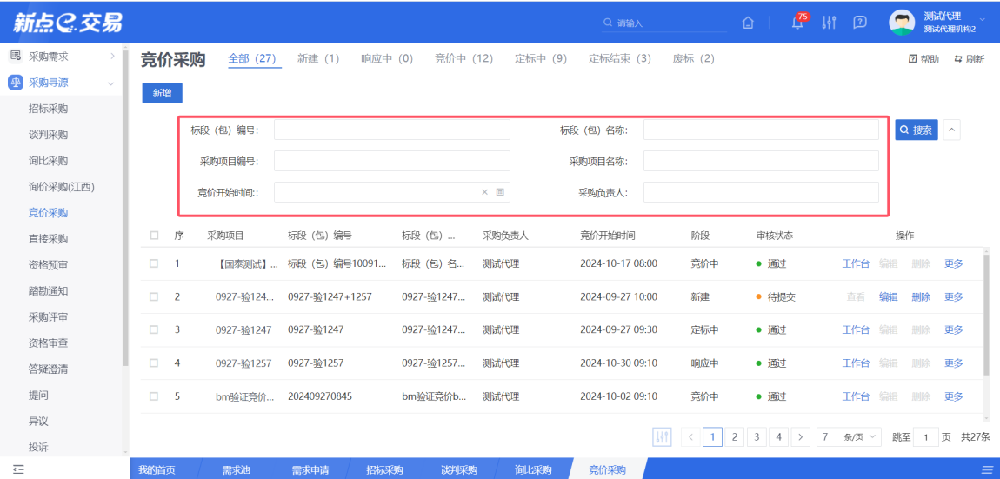 新点e交易
请输入
75
测试代理
测试代理机构2
采购需求
采购寻源
招标采购
谈判采购
询比采购
询价采购(江西)
竞价采购
直接采购
资格预审
踏勘通知
采购评审
资格审查
答疑澄清
提问
异议
投诉
竞价采购 全部（27） 新建（1） 响应中（0） 竞价中（12） 定标中（9） 定标结束（3） 废标（2） 帮助 刷新
新增
标段（包）编号： 标段（包）名称： 搜索
采购项目编号： 采购项目名称：
竞价开始时间:： 采购负责人：
序 采购项目 标段（包）编号 标段（包）... 采购负责人 竞价开始时间 阶段 审核状态 操作
1 【国泰测试】... 标段（包）编号10091... 标段（包）名... 测试代理 2024-10-17 08:00 竞价中 通过 工作台 编辑 删除 更多
2 0927-验124... 0927-验1247+1257 0927-验1247... 测试代理 2024-09-27 10:00 新建 待提交 查看 编辑 删除 更多
3 0927-验1247 0927-验1247 0927-验1247... 测试代理 2024-09-27 09:30 定标中 通过 工作台 编辑 删除 更多
4 0927-验1257 0927-验1257 0927-验1257... 测试代理 2024-10-30 09:10 响应中 通过 工作台 编辑 删除 更多
5 bm验证竞价... 202409270845 bm验证竞价b... 测试代理 2024-10-02 09:10 竞价中 通过 工作台 编辑 删除 更多
1 2 3 4 7 条/页 跳至 1 页 共27条
我的首页 需求池 需求申请 招标采购 谈判采购 询比采购 竞价采购